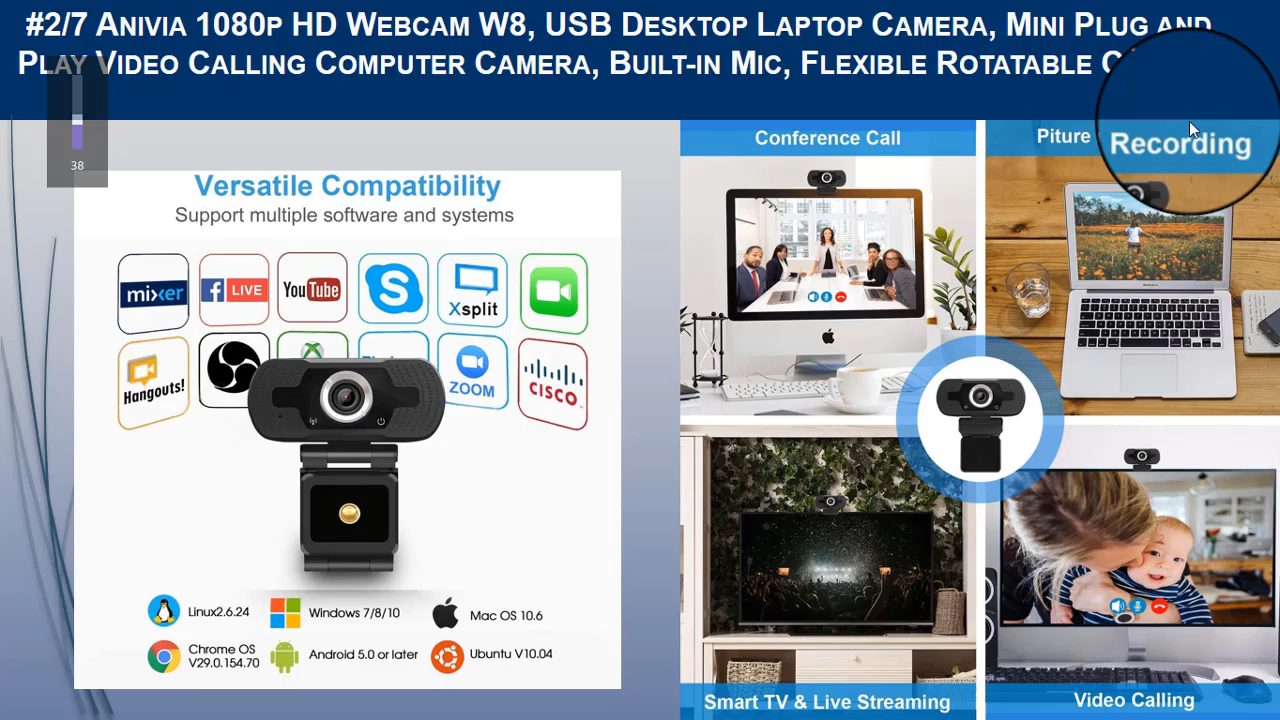 #2/7 ANIVIA 1080P HD WEBCAM W8, USB DESKTOP LAPTOP CAMERA, MINI PLUG AND
PLAY VIDEO CALLING COMPUTER CAMERA, BUILT-IN MIC, FLEXIBLE ROTATABLE
38
Versatile Compatibility
Support multiple software and systems
mixer
f LIVE
YouTube
S
Xsplit
Hangouts!
ZOOM
CISCO
Linux2.6.24
Windows 7/8/10
Mac OS 10.6
Chrome OS
V29.0.154.70
Android 5.0 or later
Ubuntu V10.04
Conference Call
Piture Recording
Smart TV & Live Streaming
Video Calling